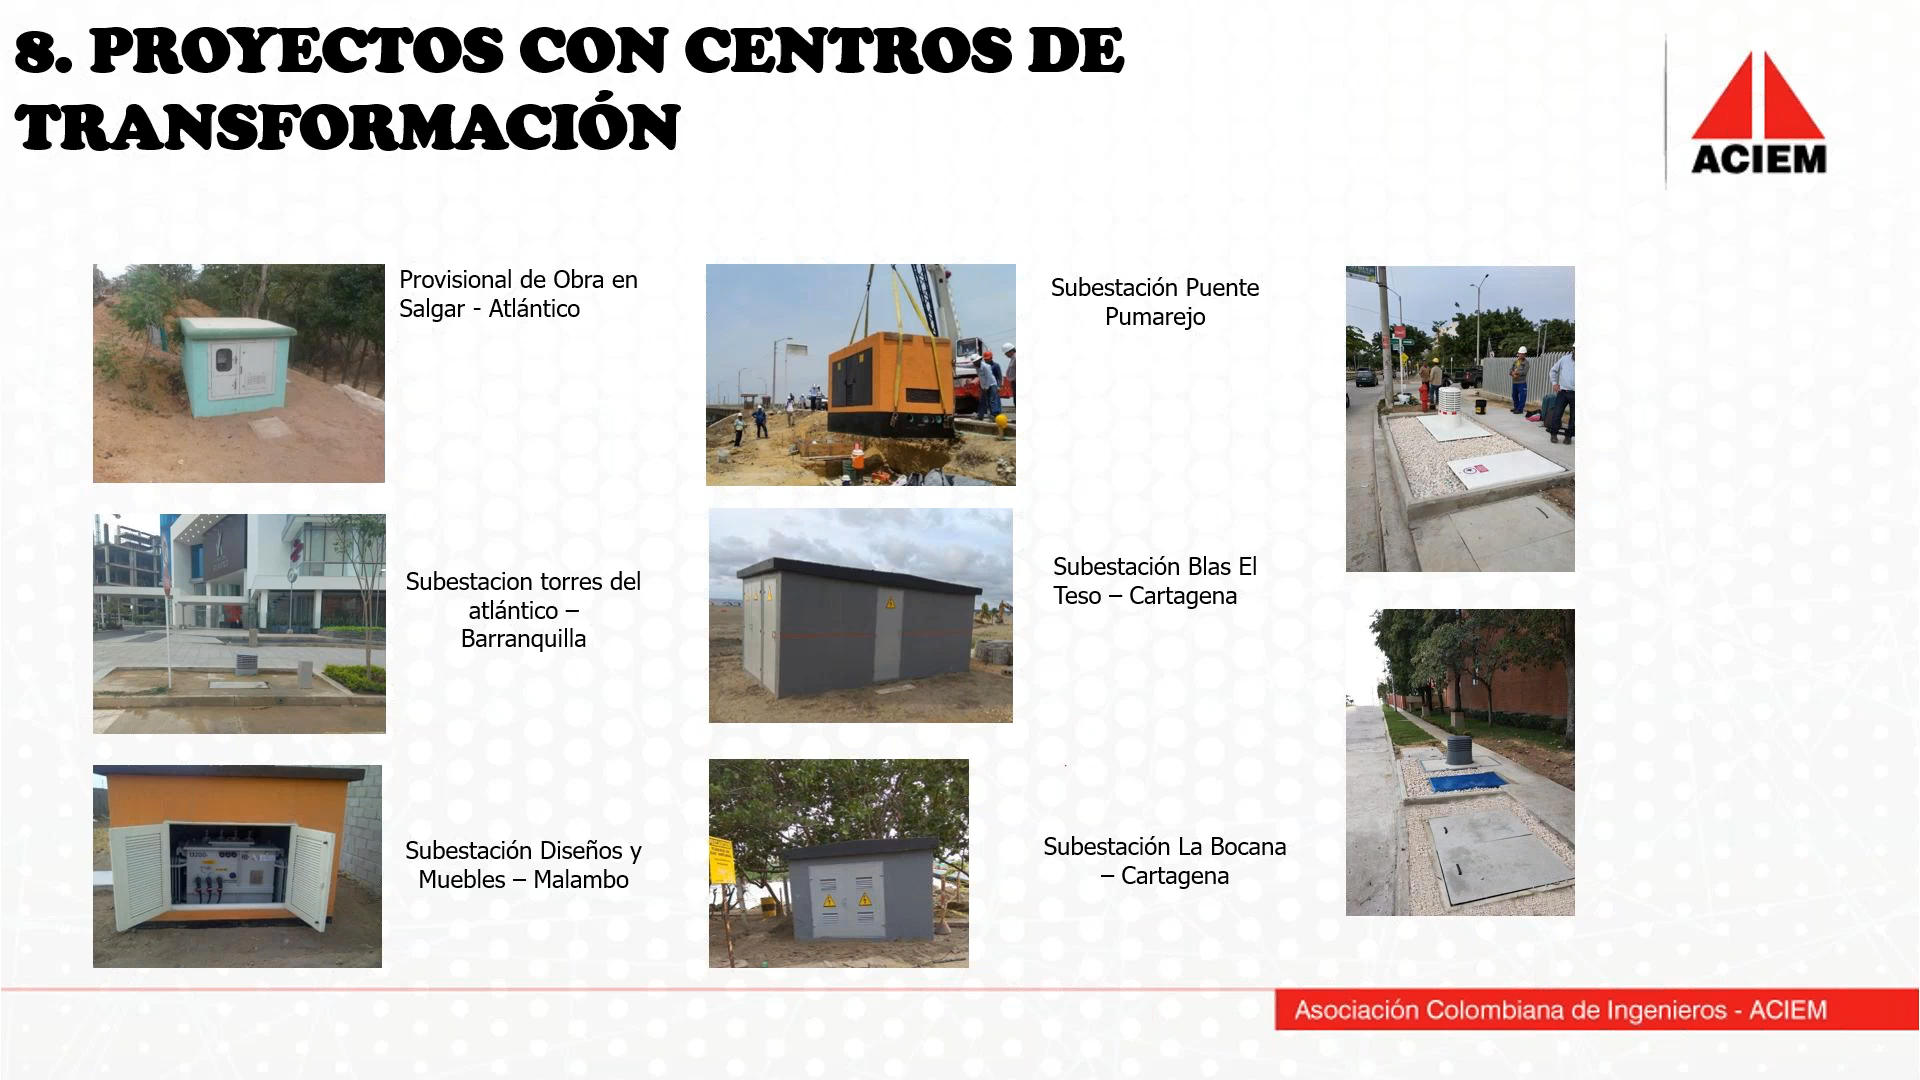 8. PROYECTOS CON CENTROS DE
TRANSFORMACIÓN
ACIEM
Provisional de Obra en
Salgar - Atlántico
Subestación Puente
Pumarejo
Subestacion torres del
atlántico –
Barranquilla
Subestación Blas El
Teso – Cartagena
Subestación Diseños y
Muebles – Malambo
Subestación La Bocana
– Cartagena
Asociación Colombiana de Ingenieros - ACIEM